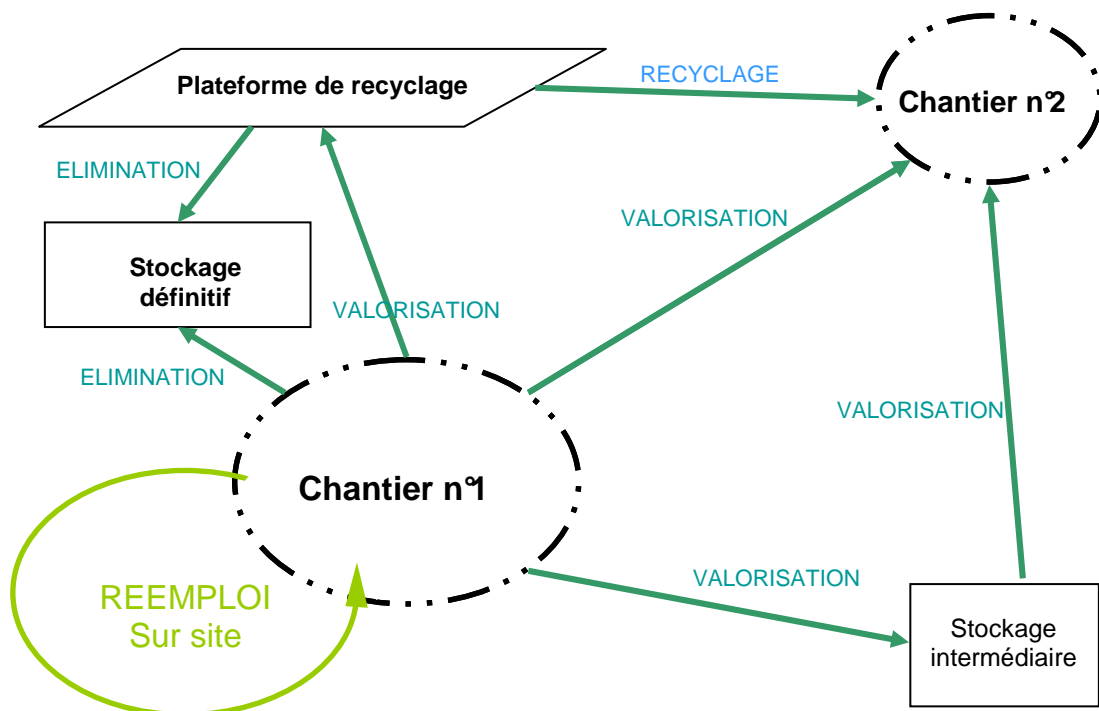 Plateforme de recyclage
RECYCLAGE
Chantier n°2
ELIMINATION
VALORISATION
Stockage
définitif
VALORISATION
ELIMINATION
VALORISATION
Chantier n°1
VALORISATION
REEMPLOI
Sur site
Stockage
intermédiaire